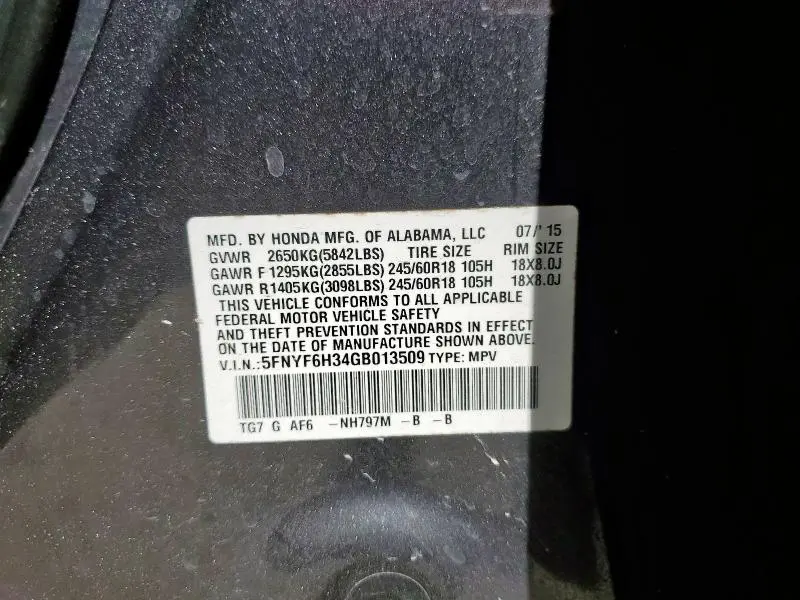 MFD. BY HONDA MFG. OF ALABAMA, LLC 07/'15
GVWR 2650KG(5842LBS) TIRE SIZE RIM SIZE
GAWR F 1295KG(2855LBS) 245/60R18 105H 18X8.0J
GAWR R 1405KG(3098LBS) 245/60R18 105H 18X8.0J
THIS VEHICLE CONFORMS TO ALL APPLICABLE
FEDERAL MOTOR VEHICLE SAFETY
AND THEFT PREVENTION STANDARDS IN EFFECT
ON THE DATE OF MANUFACTURE SHOWN ABOVE.
V.I.N.:5FNYF6H34GB013509 TYPE: MPV
TG7 G AF6 -NH797M -B -B